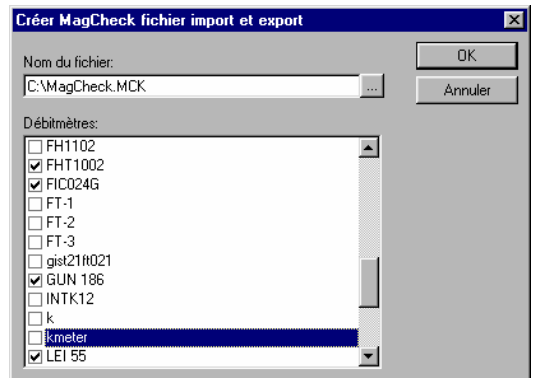 Créer MagCheck fichier import et export
Nom du fichier:
C:\MagCheck.MCK
...
OK
Annuler
Débitmètres:
FH1102
FHT1002
FIC024G
FT-1
FT-2
FT-3
gist21ft021
GUN 186
INTK12
k
kmeter
LEI 55